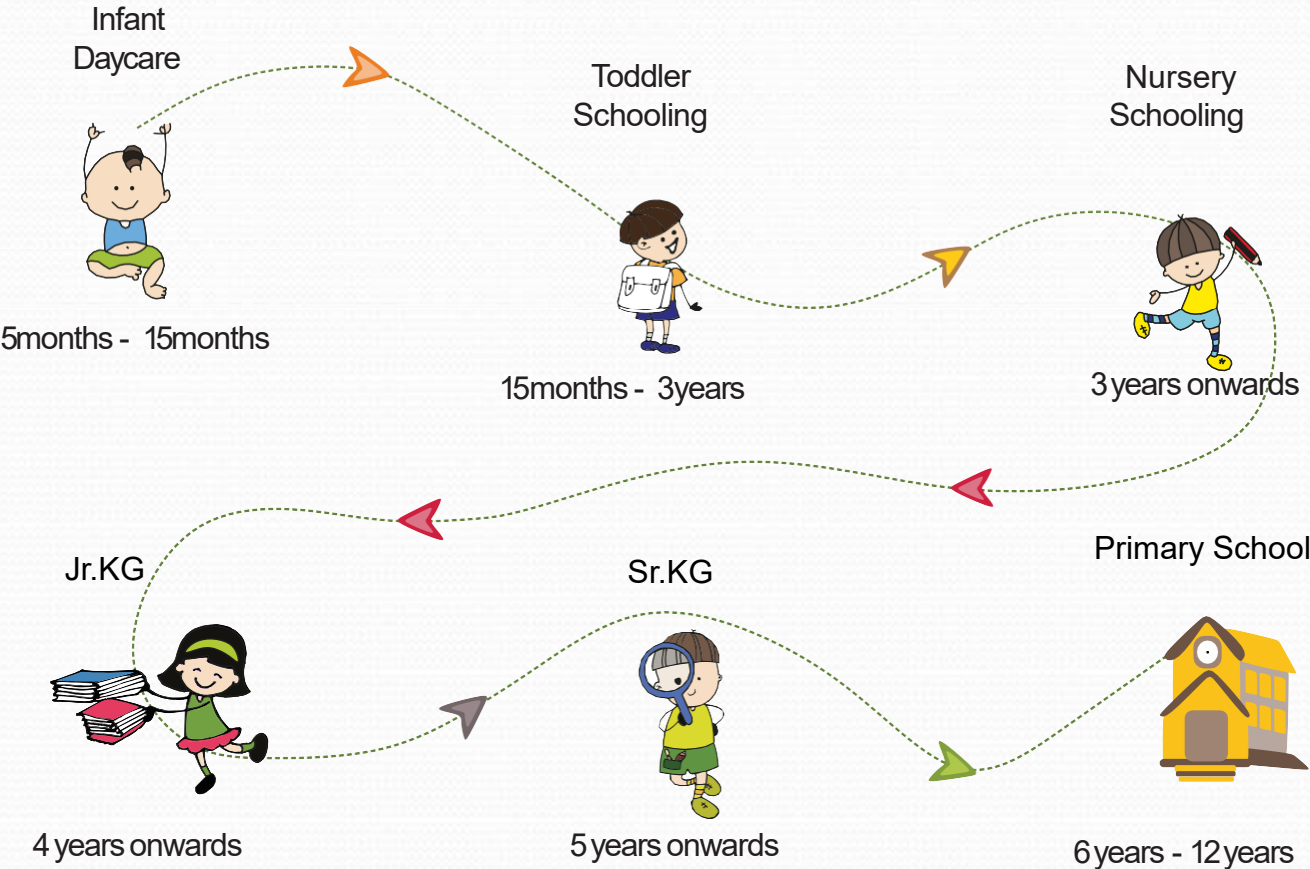 Infant
Daycare
Toddler
Schooling
Nursery
Schooling
5months - 15months
15months - 3years
3 years onwards
Jr.KG
Sr.KG
Primary School
4 years onwards
5 years onwards
6 years - 12 years